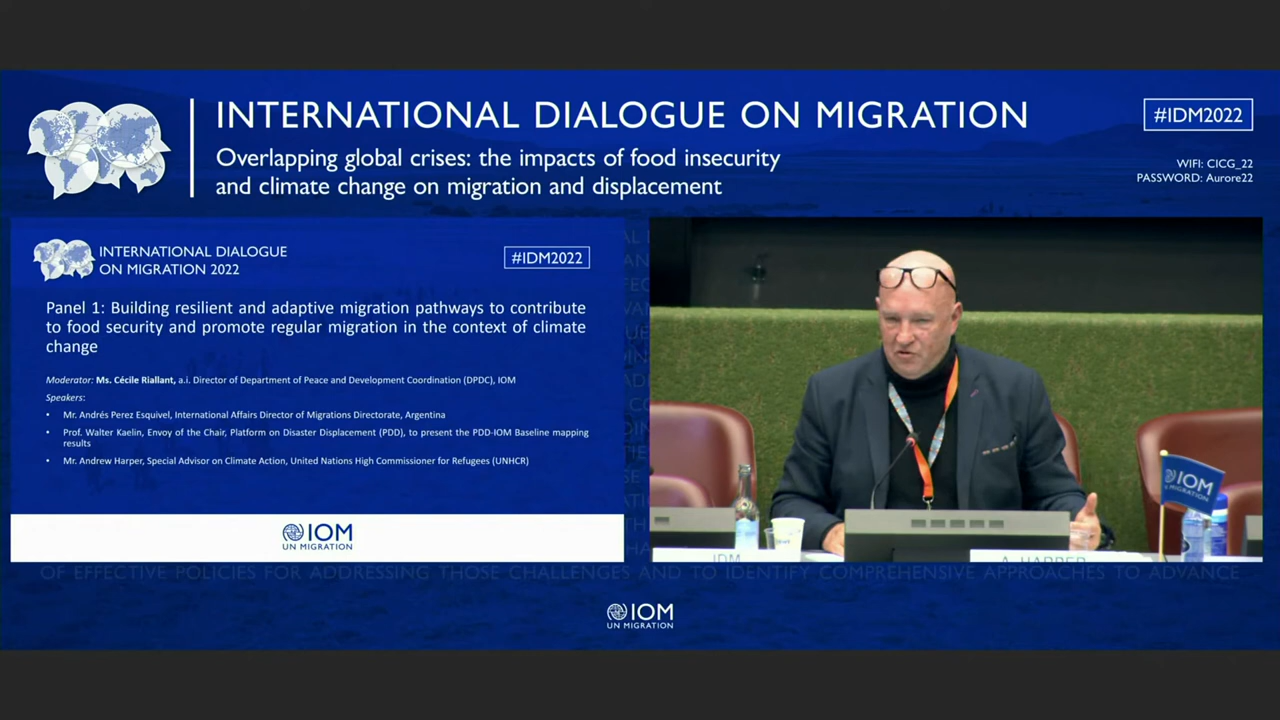 INTERNATIONAL DIALOGUE ON MIGRATION
Overlapping global crises: the impacts of food insecurity
and climate change on migration and displacement
#IDM2022
WIFI: CICG_22
PASSWORD: Aurore22
INTERNATIONAL DIALOGUE
ON MIGRATION 2022
#IDM2022
Panel 1: Building resilient and adaptive migration pathways to contribute
to food security and promote regular migration in the context of climate
change
Moderator: Ms. Cécile Riallant, a.i. Director of Department of Peace and Development Coordination (DPDC), IOM
Speakers:
• Mr. Andrés Perez Esquivel, International Affairs Director of Migrations Directorate, Argentina
• Prof. Walter Kaelin, Envoy of the Chair, Platform on Disaster Displacement (PDD), to present the PDD-IOM Baseline mapping
results
• Mr. Andrew Harper, Special Advisor on Climate Action, United Nations High Commissioner for Refugees (UNHCR)
IOM
UN MIGRATION
IOM
UN MIGRATION
IDM
A. HARPER
OF EFFECTIVE POLICIES FOR ADDRESSING THOSE CHALLENGES AND TO IDENTIFY COMPREHENSIVE APPROACHES TO ADVANCE
IOM
UN MIGRATION